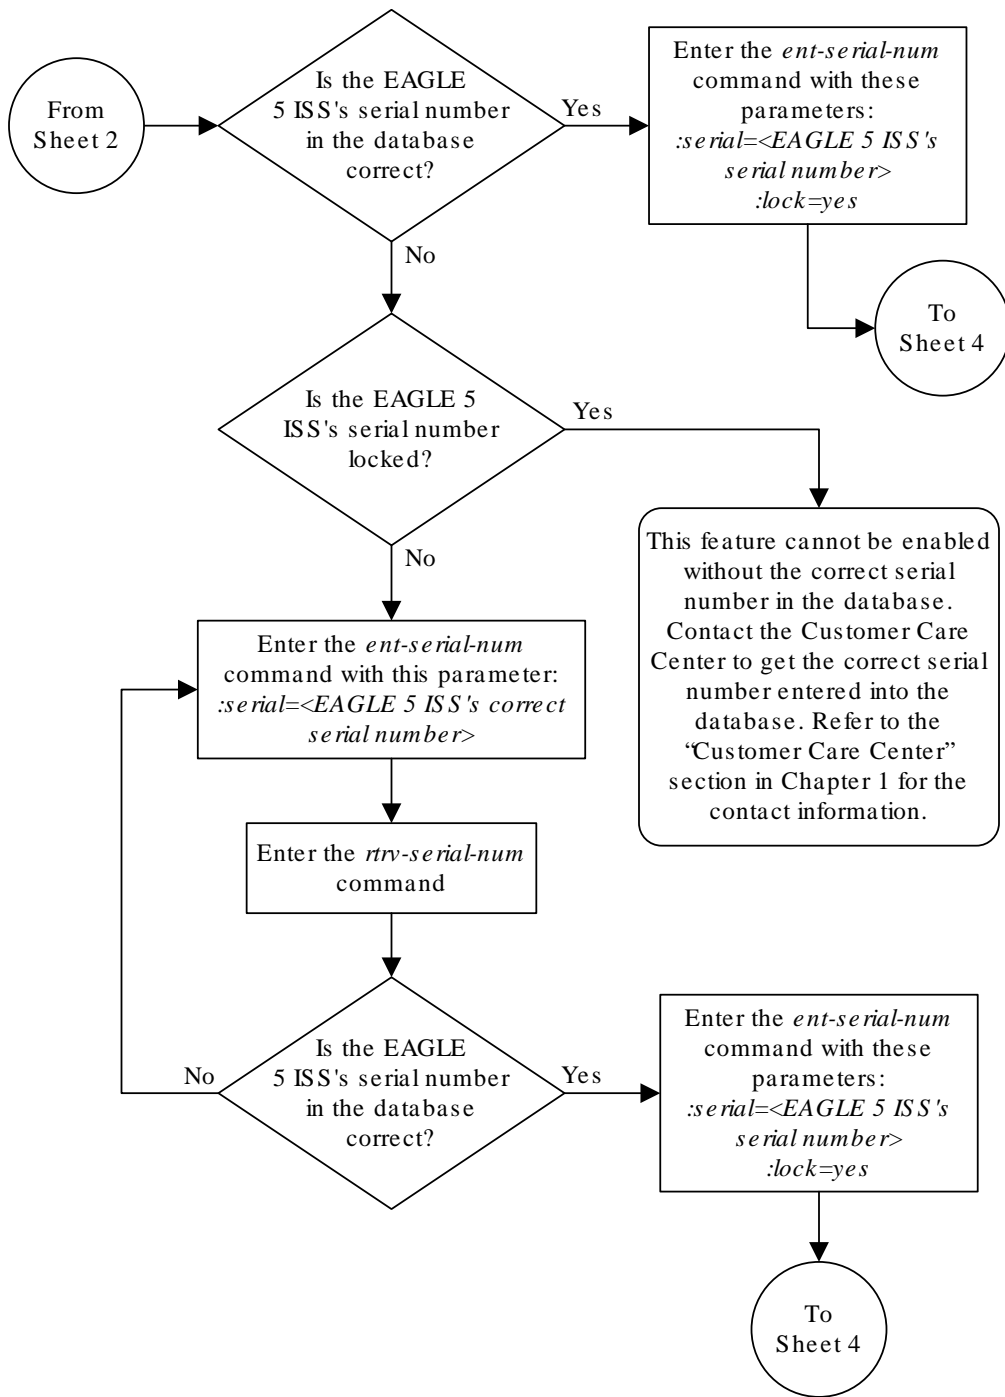 From
Sheet 2
Is the EAGLE
5 ISS's serial number
in the database
correct?
Yes
Enter the ent-serial-num
command with these
parameters:
:serial=<EAGLE 5 ISS's
serial number>
:lock=yes
No
To
Sheet 4
Is the EAGLE 5
ISS's serial number
locked?
Yes
No
This feature cannot be enabled
without the correct serial
number in the database.
Contact the Customer Care
Center to get the correct serial
number entered into the
database. Refer to the
“Customer Care Center”
section in Chapter 1 for the
contact information.
Enter the ent-serial-num
command with this parameter:
:serial=<EAGLE 5 ISS's correct
serial number>
Enter the rtrv-serial-num
command
Is the EAGLE
5 ISS's serial number
in the database
correct?
No
Yes
Enter the ent-serial-num
command with these
parameters:
:serial=<EAGLE 5 ISS's
serial number>
:lock=yes
To
Sheet 4